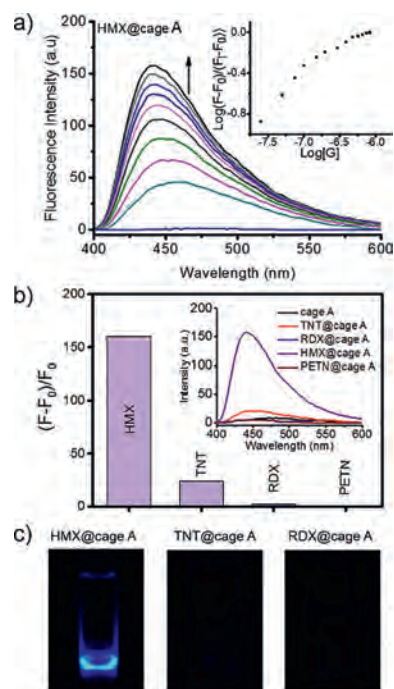 a)
HMX@cage A
Fluorescence Intensity (a.u)
200
150
100
50
0
400 450 500 550 600
Wavelength (nm)
Log(F-F₀)/(Fᵢ-F₀))
0.0
-0.4
-0.8
-7.5 -7.0 -6.5 -6.0
Log[G]
b)
(F-F₀)/F₀
200
150
100
50
0
HMX
TNT
RDX
PETN
Intensity (a.u.)
200
150
100
50
0
400 450 500 550 600
Wavelength (nm)
cage A
TNT@cage A
RDX@cage A
HMX@cage A
PETN@cage A
c)
HMX@cage A TNT@cage A RDX@cage A